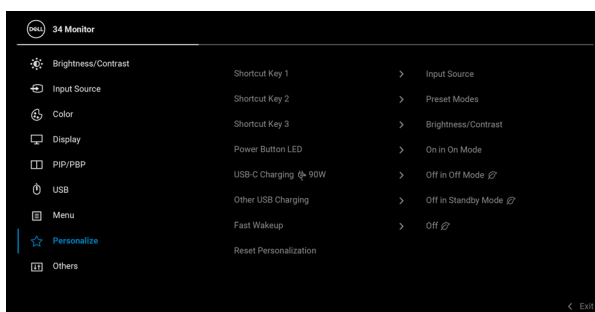 DELL 34 Monitor
Brightness/Contrast
Input Source
Color
Display
PIP/PBP
USB
Menu
Personalize
Others
Shortcut Key 1 > Input Source
Shortcut Key 2 > Preset Modes
Shortcut Key 3 > Brightness/Contrast
Power Button LED > On in On Mode
USB-C Charging 90W > Off in Off Mode
Other USB Charging > Off in Standby Mode
Fast Wakeup > Off
Reset Personalization
< Exit